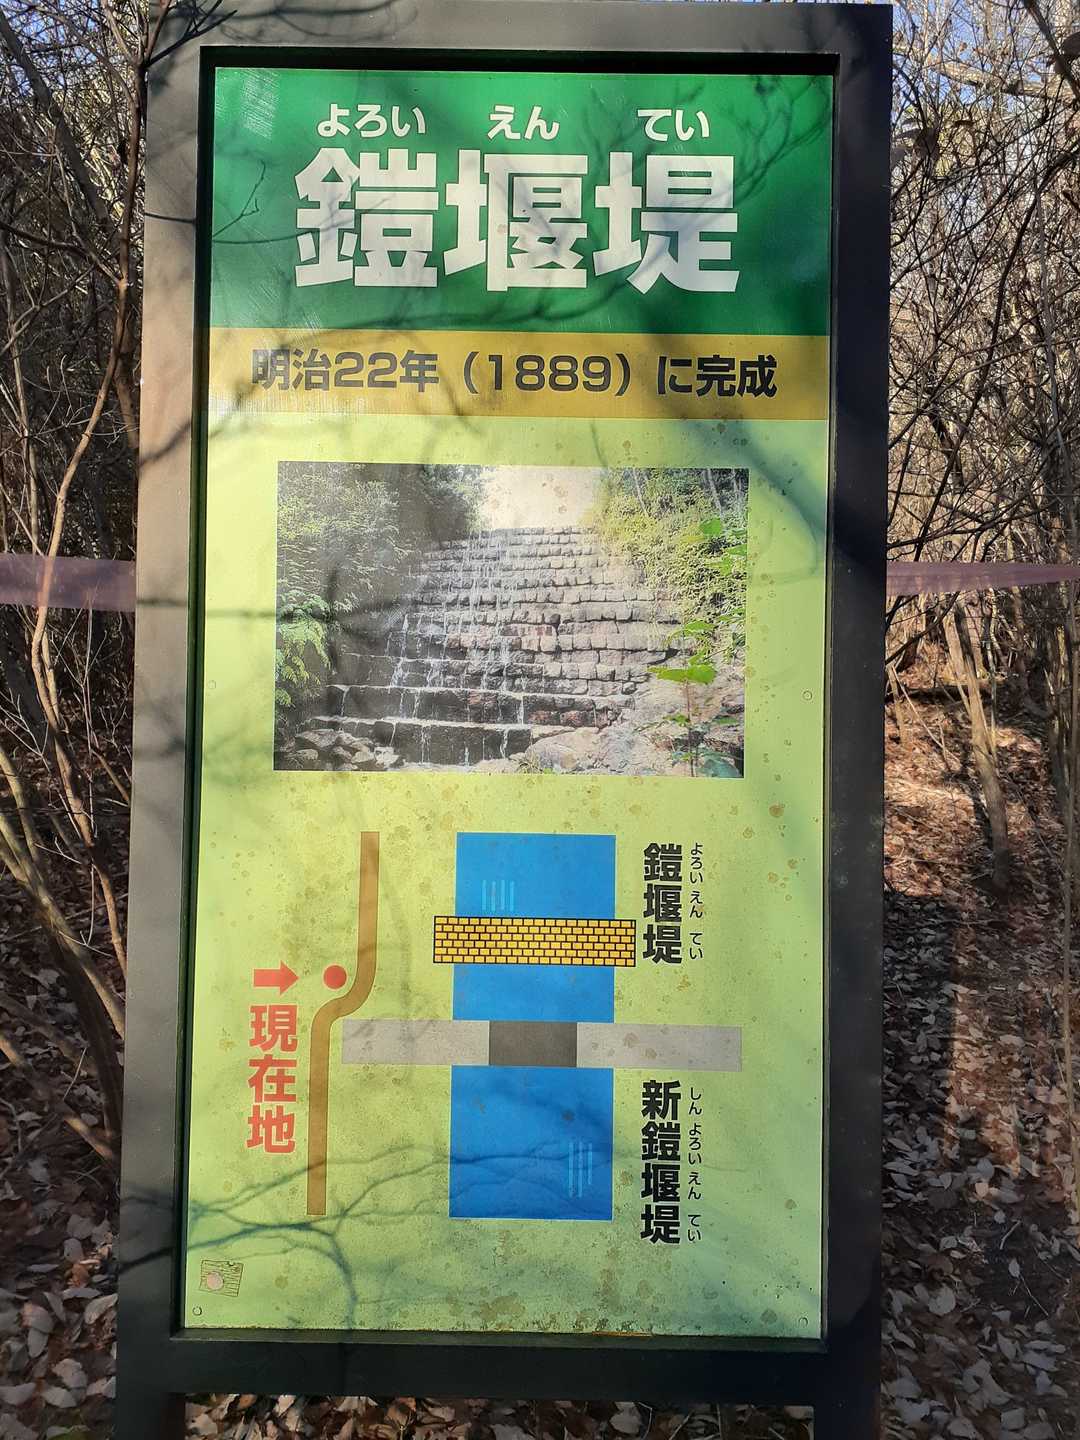 よろい えん てい
鎧堰堤
明治22年（1889）に完成
よろい えん てい
鎧堰堤
現在地
しん よろい えん てい
新鎧堰堤